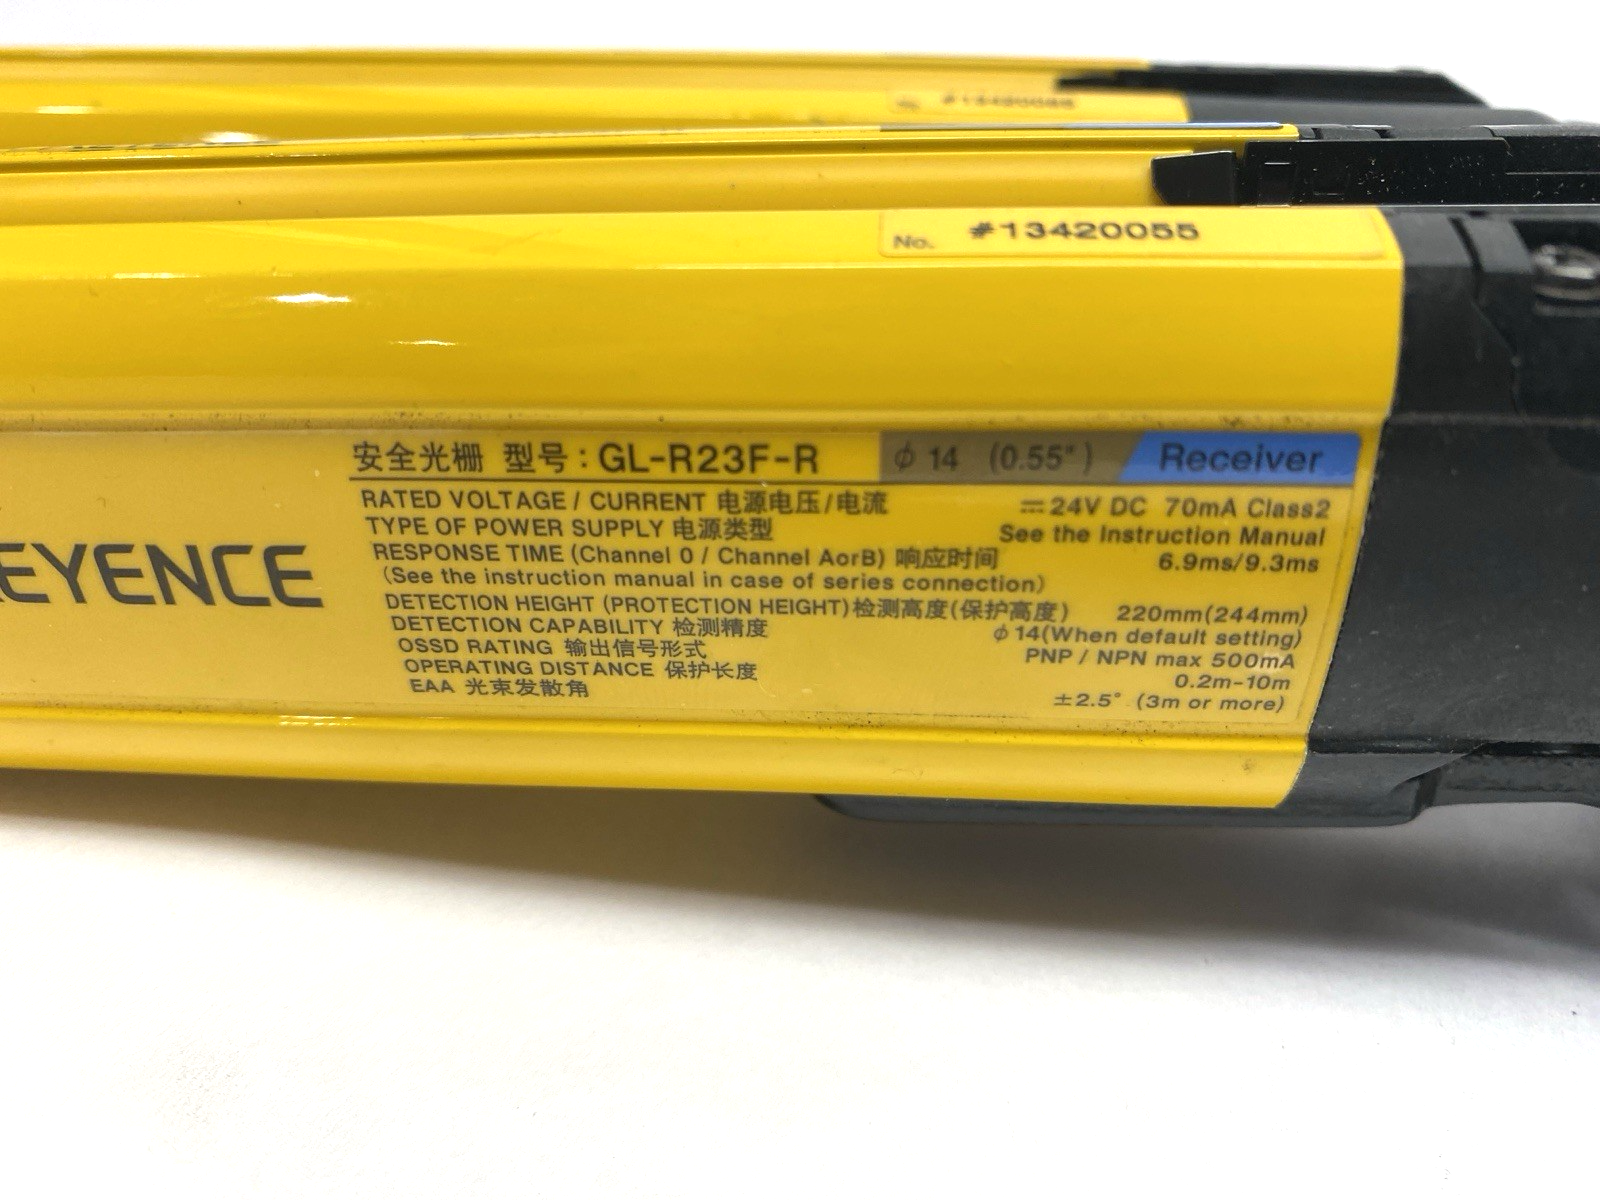 No. #13420055
安全光栅 型号:GL-R23F-R φ14 (0.55") Receiver
RATED VOLTAGE / CURRENT 电源电压/电流 ⎓24V DC 70mA Class2
TYPE OF POWER SUPPLY 电源类型 See the Instruction Manual
RESPONSE TIME (Channel 0 / Channel AorB) 响应时间 6.9ms/9.3ms
(See the instruction manual in case of series connection)
DETECTION HEIGHT (PROTECTION HEIGHT)检测高度(保护高度) 220mm(244mm)
DETECTION CAPABILITY 检测精度 φ14(When default setting)
OSSD RATING 输出信号形式 PNP / NPN max 500mA
OPERATING DISTANCE 保护长度 0.2m-10m
EAA 光束发散角 ±2.5° (3m or more)
EYENCE